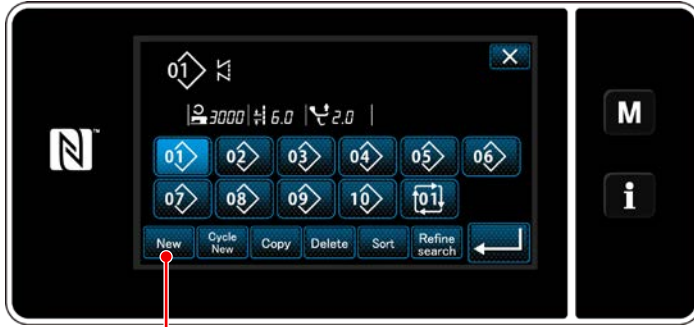 01
3000 6.0 2.0
01 02 03 04 05 06
07 08 09 10 01
New Cycle New Copy Delete Sort Refine search
M
i
N